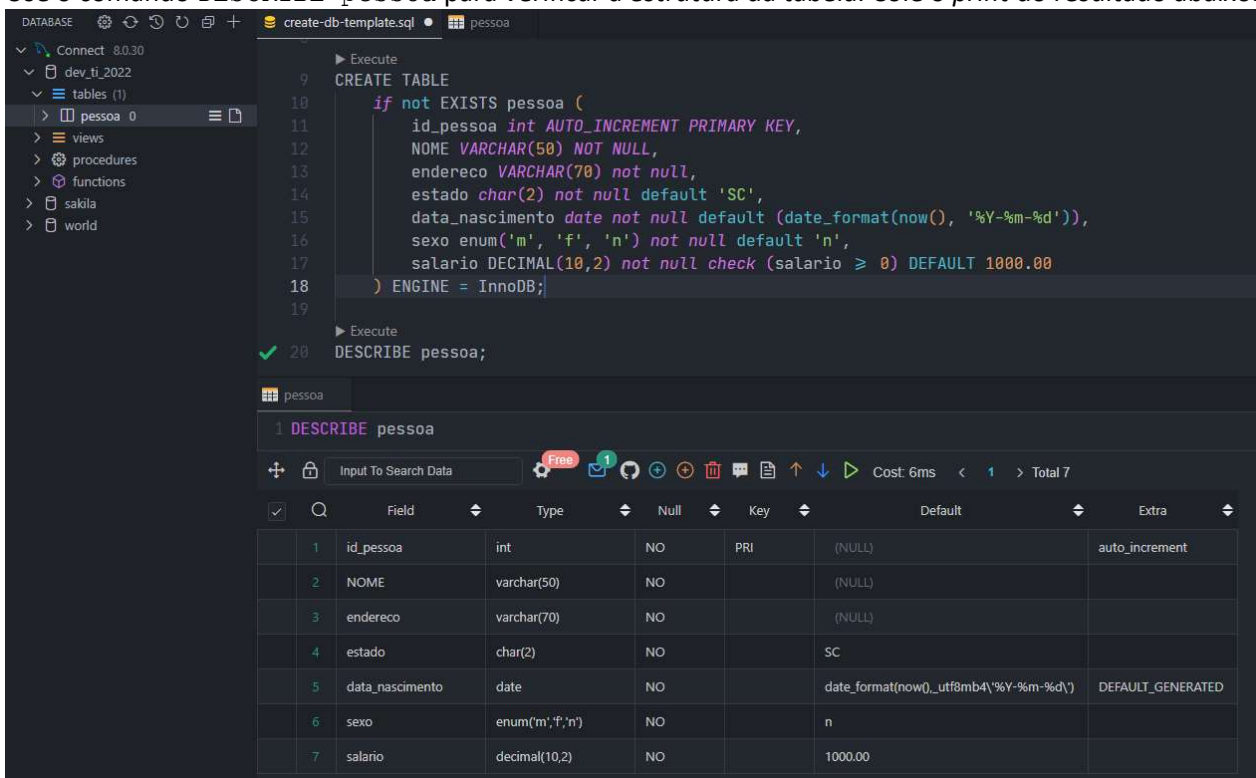 Use o comando DESCRIBE pessoa para verificar a estrutura da tabela. Cole o print do resultado abaixo.
DATABASE
create-db-template.sql
pessoa
Connect 8.0.30
dev_ti_2022
tables (1)
pessoa 0
views
procedures
functions
sakila
world
Execute
9 CREATE TABLE
10 if not EXISTS pessoa (
11 id_pessoa int AUTO_INCREMENT PRIMARY KEY,
12 NOME VARCHAR(50) NOT NULL,
13 endereco VARCHAR(70) not null,
14 estado char(2) not null default 'SC',
15 data_nascimento date not null default (date_format(now(), '%Y-%m-%d')),
16 sexo enum('m', 'f', 'n') not null default 'n',
17 salario DECIMAL(10,2) not null check (salario ≥ 0) DEFAULT 1000.00
18 ) ENGINE = InnoDB;
19
Execute
20 DESCRIBE pessoa;
pessoa
1 DESCRIBE pessoa
Input To Search Data Free 1 Cost: 6ms < 1 > Total 7
Field Type Null Key Default Extra
1 id_pessoa int NO PRI (NULL) auto_increment
2 NOME varchar(50) NO (NULL)
3 endereco varchar(70) NO (NULL)
4 estado char(2) NO SC
5 data_nascimento date NO date_format(now(),_utf8mb4\'%Y-%m-%d\') DEFAULT_GENERATED
6 sexo enum('m','f','n') NO n
7 salario decimal(10,2) NO 1000.00